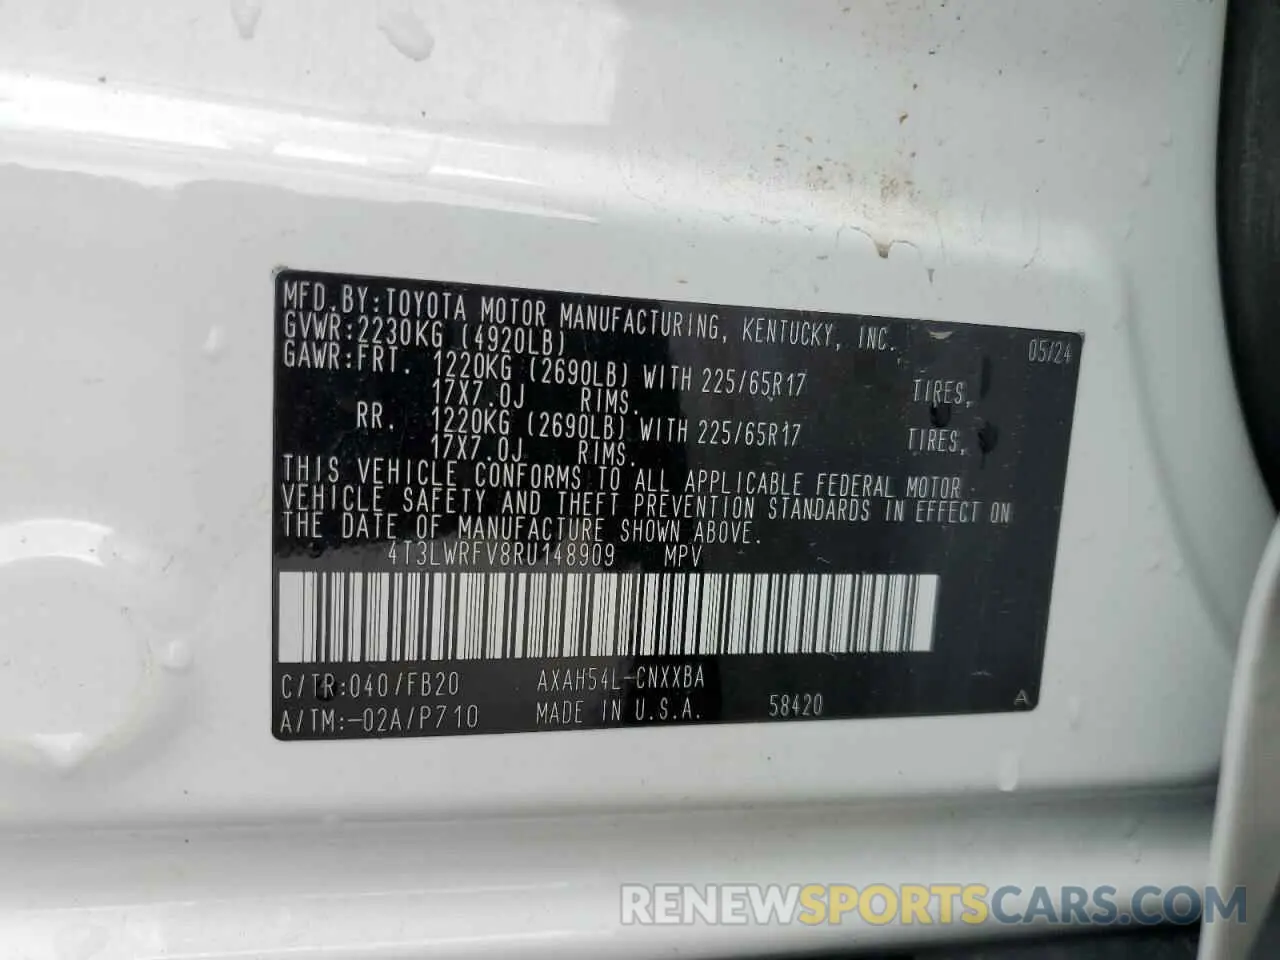 MFD.BY:TOYOTA MOTOR MANUFACTURING, KENTUCKY, INC. 05/24
GVWR:2230KG (4920LB)
GAWR:FRT. 1220KG (2690LB) WITH 225/65R17 TIRES,
17X7.0J RIMS.
RR. 1220KG (2690LB) WITH 225/65R17 TIRES,
17X7.0J RIMS.
THIS VEHICLE CONFORMS TO ALL APPLICABLE FEDERAL MOTOR
VEHICLE SAFETY AND THEFT PREVENTION STANDARDS IN EFFECT ON
THE DATE OF MANUFACTURE SHOWN ABOVE.
4T3LWRFV8RU148909 MPV
C/TR:040/FB20 AXAH54L-CNXXBA
A/TM:-02A/P710 MADE IN U.S.A. 58420 A
RENEWSPORTSCARS.COM